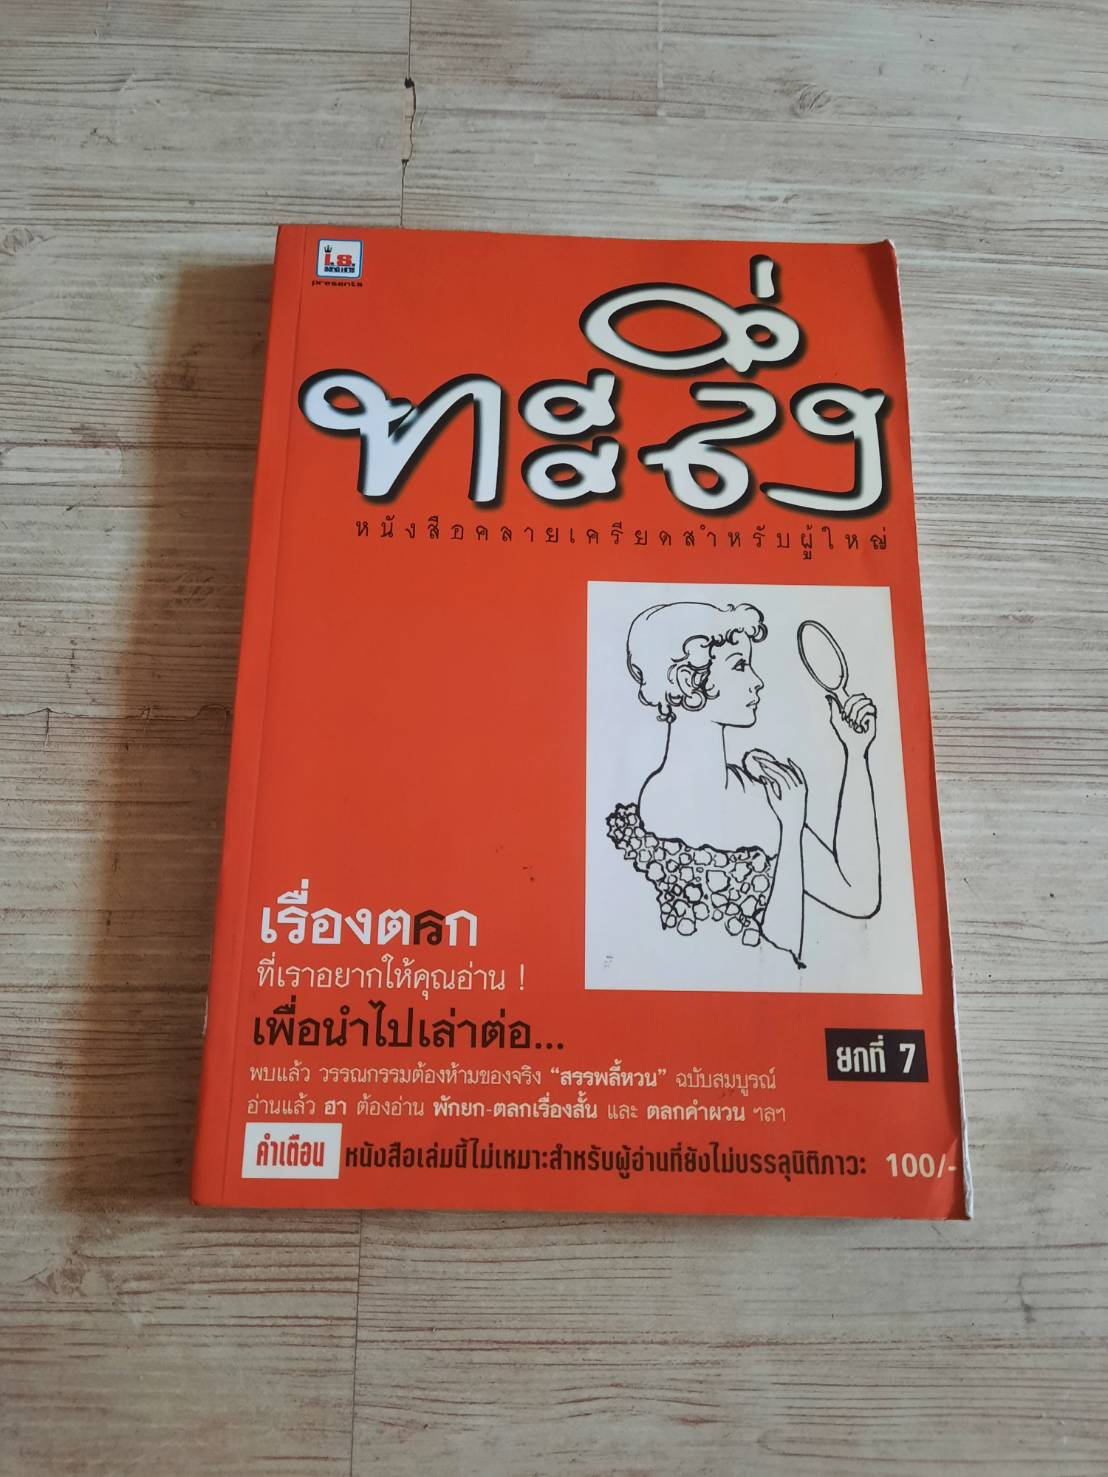 i.s.
presents
ทะลึ่ง
หนังสือคลายเครียดสำหรับผู้ใหญ่
เรื่องตลก
ที่เราอยากให้คุณอ่าน !
เพื่อนำไปเล่าต่อ...
ยกที่ 7
พบแล้ว วรรณกรรมต้องห้ามของจริง “สรรพลี้หวน” ฉบับสมบูรณ์
อ่านแล้ว ฮา ต้องอ่าน พักยก-ตลกเรื่องสั้น และ ตลกคำผวน ฯลฯ
คำเตือน หนังสือเล่มนี้ไม่เหมาะสำหรับผู้อ่านที่ยังไม่บรรลุนิติภาวะ 100/-